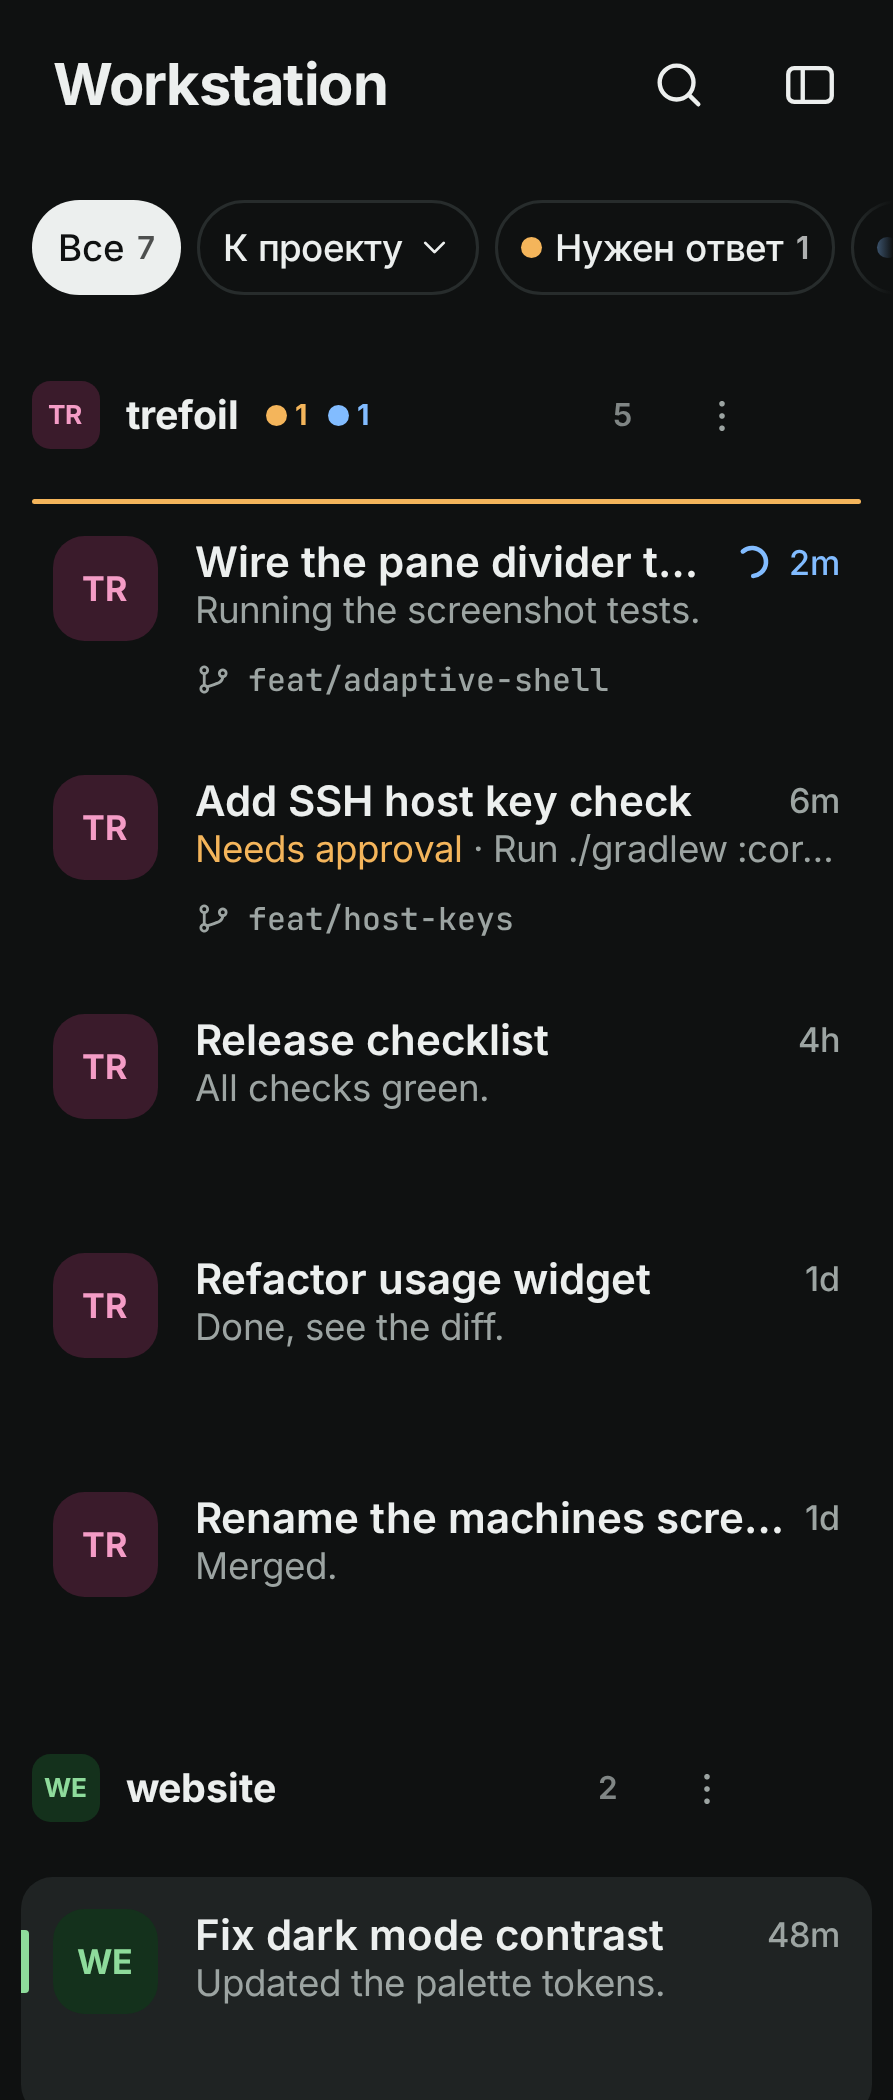 Workstation
Все 7
К проекту
Нужен ответ 1
TR trefoil 1 1 5
TR Wire the pane divider t... 2m
Running the screenshot tests.
feat/adaptive-shell
TR Add SSH host key check 6m
Needs approval · Run ./gradlew :cor...
feat/host-keys
TR Release checklist 4h
All checks green.
TR Refactor usage widget 1d
Done, see the diff.
TR Rename the machines scre... 1d
Merged.
WE website 2
WE Fix dark mode contrast 48m
Updated the palette tokens.